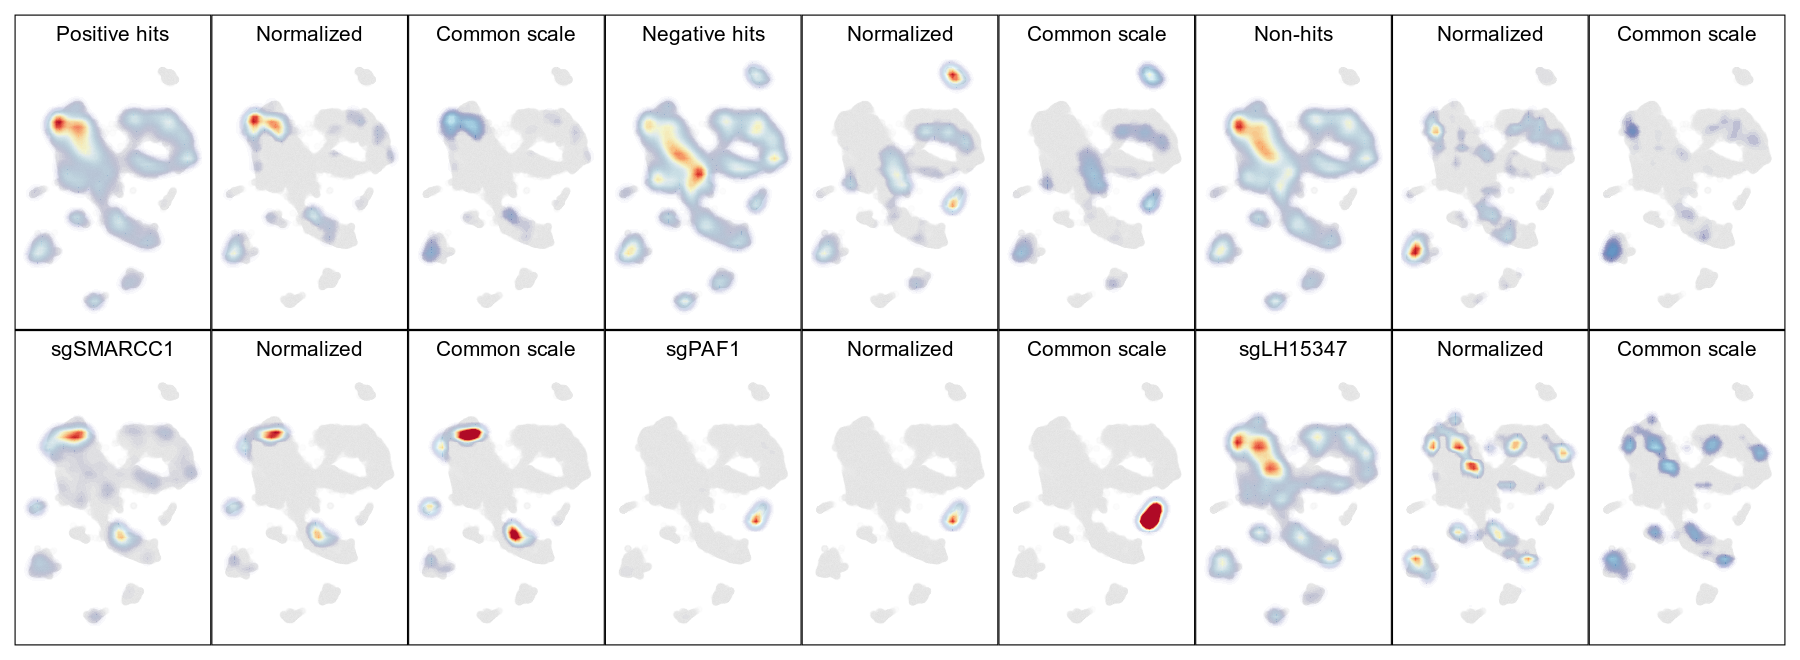 Positive hits
Normalized
Common scale
Negative hits
Normalized
Common scale
Non-hits
Normalized
Common scale
sgSMARCC1
Normalized
Common scale
sgPAF1
Normalized
Common scale
sgLH15347
Normalized
Common scale